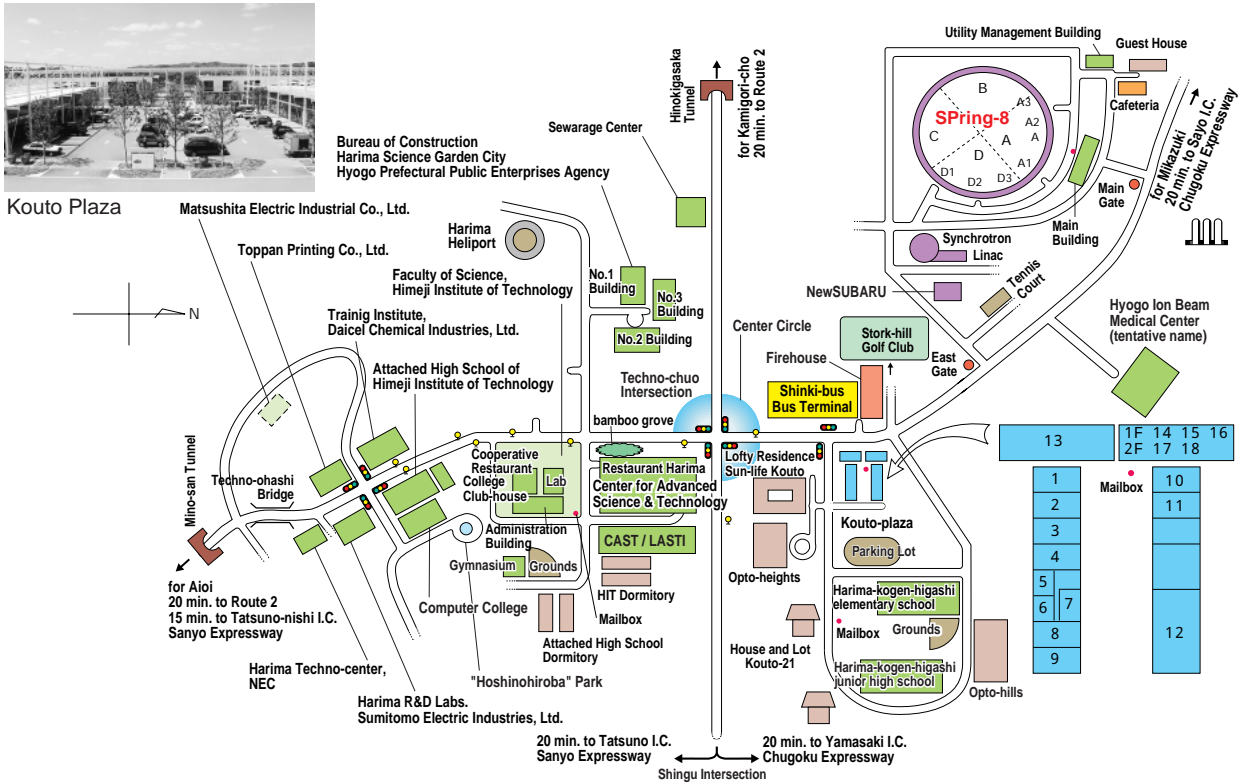 Kouto Plaza
Utility Management Building
Guest House
Cafeteria
Hinokigasaka
Tunnel
for Kamigori-cho
20 min. to Route 2
Sewarage Center
SPring-8
B
A3
A2
A
A
A1
C
D
D1
D2
D3
for Mikazuki
20 min. to Sayo I.C.
Chugoku Expressway
Main
Gate
Main
Building
Bureau of Construction
Harima Science Garden City
Hyogo Prefectural Public Enterprises Agency
Matsushita Electric Industrial Co., Ltd.
Toppan Printing Co., Ltd.
Harima
Heliport
Synchrotron
Linac
Tennis
Court
NewSUBARU
Faculty of Science,
Himeji Institute of Technology
No.1
Building
No.3
Building
No.2 Building
N
Trainig Institute,
Daicel Chemical Industries, Ltd.
Attached High School of
Himeji Institute of Technology
Center Circle
Firehouse
Stork-hill
Golf Club
Hyogo Ion Beam
Medical Center
(tentative name)
East
Gate
Techno-chuo
Intersection
Shinki-bus
Bus Terminal
bamboo grove
13
1F 14 15 16
2F 17 18
Mailbox
1
2
3
4
5
6
7
8
9
10
11
12
Cooperative
Restaurant
College
Club-house
Lab
Restaurant Harima
Center for Advanced
Science & Technology
Lofty Residence
Sun-life Kouto
Techno-ohashi
Bridge
Mino-san Tunnel
Administration
Building
CAST / LASTI
Kouto-plaza
Parking Lot
Gymnasium
Grounds
Opto-heights
HIT Dormitory
for Aioi
20 min. to Route 2
15 min. to Tatsuno-nishi I.C.
Sanyo Expressway
Computer College
Mailbox
Harima-kogen-higashi
elementary school
Mailbox
Grounds
Attached High School
Dormitory
House and Lot
Kouto-21
Harima-kogen-higashi
junior high school
Opto-hills
Harima Techno-center,
NEC
"Hoshinohiroba" Park
Harima R&D Labs.
Sumitomo Electric Industries, Ltd.
20 min. to Tatsuno I.C.
Sanyo Expressway
20 min. to Yamasaki I.C.
Chugoku Expressway
Shingu Intersection